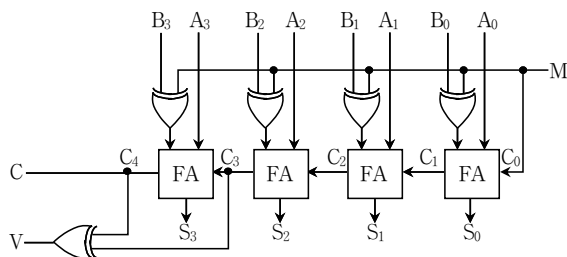 B3 A3 B2 A2 B1 A1 B0 A0
M
C C4 FA C3 FA C2 FA C1 FA C0
V S3 S2 S1 S0